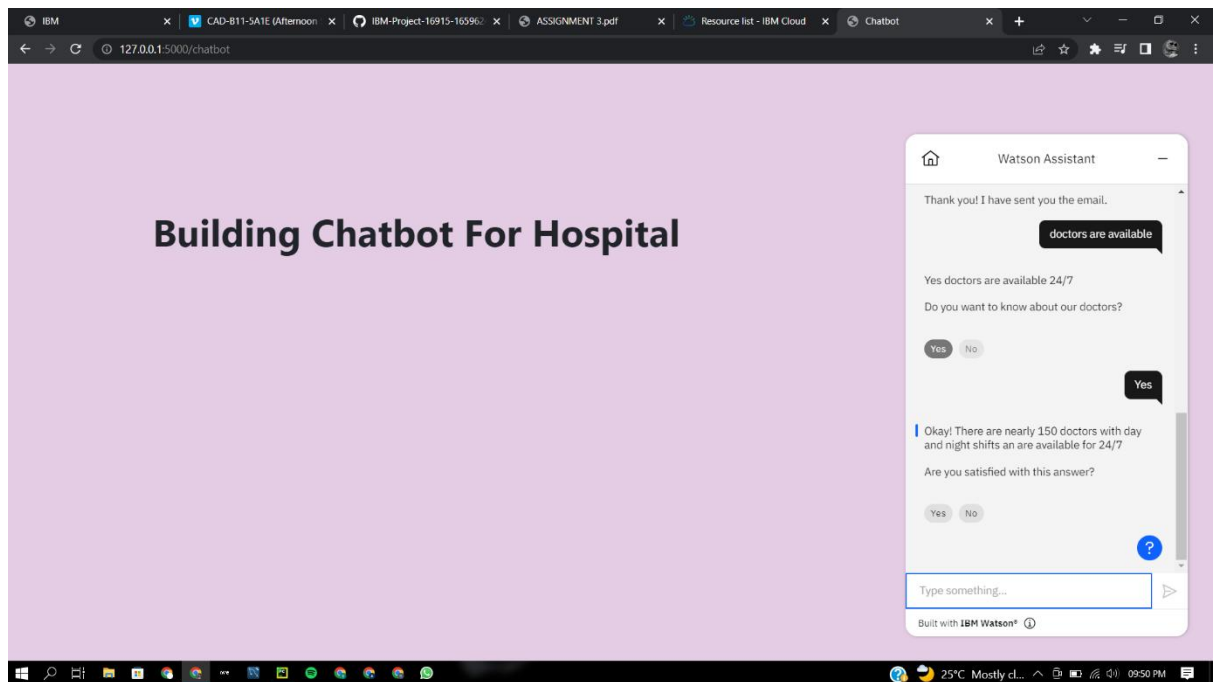 IBM
CAD-B11-5A1E (Afternoon
IBM-Project-16915-16596
ASSIGNMENT 3.pdf
Resource list - IBM Cloud
Chatbot
127.0.0.1:5000/chatbot
Building Chatbot For Hospital
Watson Assistant
Thank you! I have sent you the email.
doctors are available
Yes doctors are available 24/7
Do you want to know about our doctors?
Yes No
Yes
Okay! There are nearly 150 doctors with day
and night shifts an are available for 24/7
Are you satisfied with this answer?
Yes No
?
Type something...
Built with IBM Watson®
25°C Mostly cl... 09:50 PM